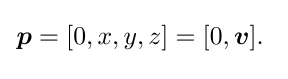 p = [0, x, y, z] = [0, v].